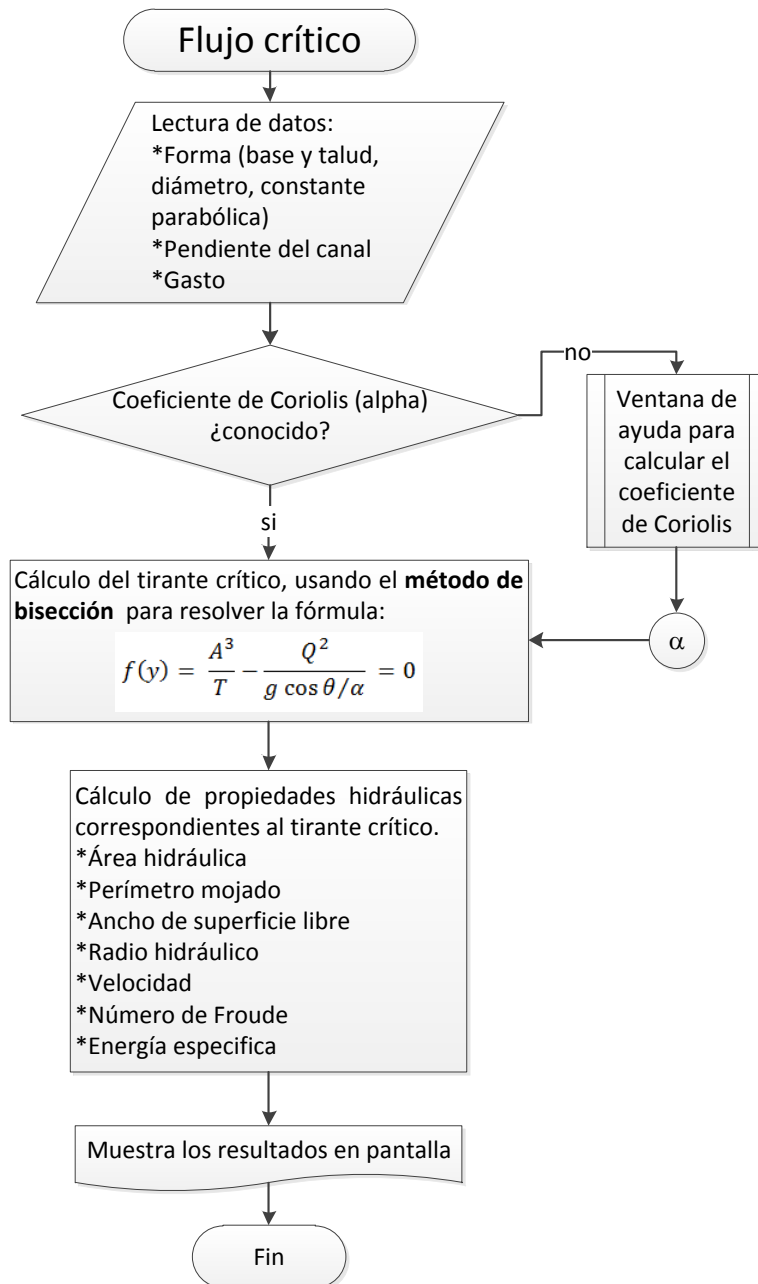 Flujo crítico
Lectura de datos:
*Forma (base y talud,
diámetro, constante
parabólica)
*Pendiente del canal
*Gasto
Coeficiente de Coriolis (alpha)
¿conocido?
no
Ventana de
ayuda para
calcular el
coeficiente
de Coriolis
si
α
Cálculo del tirante crítico, usando el método de
bisección para resolver la fórmula:
f(y) = A³/T − Q²/(g cos θ/α) = 0
Cálculo de propiedades hidráulicas
correspondientes al tirante crítico.
*Área hidráulica
*Perímetro mojado
*Ancho de superficie libre
*Radio hidráulico
*Velocidad
*Número de Froude
*Energía especifica
Muestra los resultados en pantalla
Fin